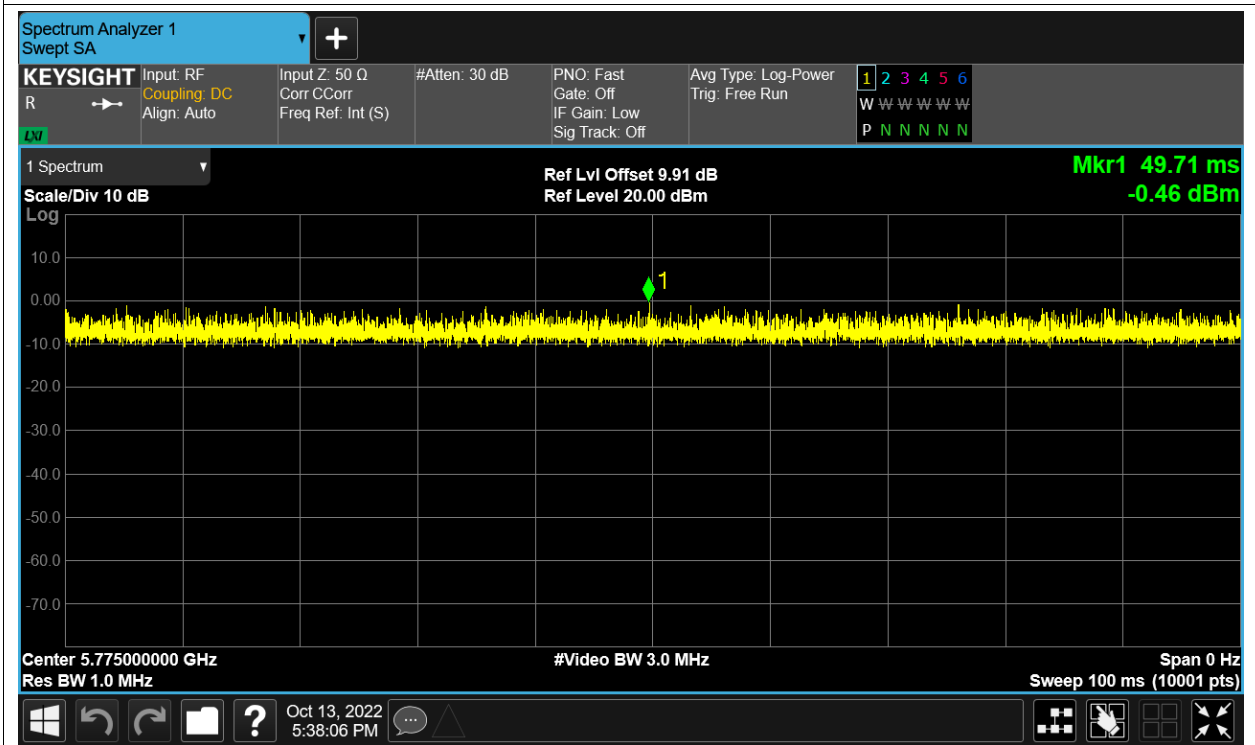 Spectrum Analyzer 1
Swept SA
KEYSIGHT
R
LXI
Input: RF
Coupling: DC
Align: Auto
Input Z: 50 Ω
Corr CCorr
Freq Ref: Int (S)
#Atten: 30 dB
PNO: Fast
Gate: Off
IF Gain: Low
Sig Track: Off
Avg Type: Log-Power
Trig: Free Run
1 2 3 4 5 6
W W W W W W
P N N N N N
1 Spectrum
Scale/Div 10 dB
Log
Ref Lvl Offset 9.91 dB
Ref Level 20.00 dBm
Mkr1 49.71 ms
-0.46 dBm
10.0
0.00
-10.0
-20.0
-30.0
-40.0
-50.0
-60.0
-70.0
1
Center 5.775000000 GHz
Res BW 1.0 MHz
#Video BW 3.0 MHz
Span 0 Hz
Sweep 100 ms (10001 pts)
?
Oct 13, 2022
5:38:06 PM